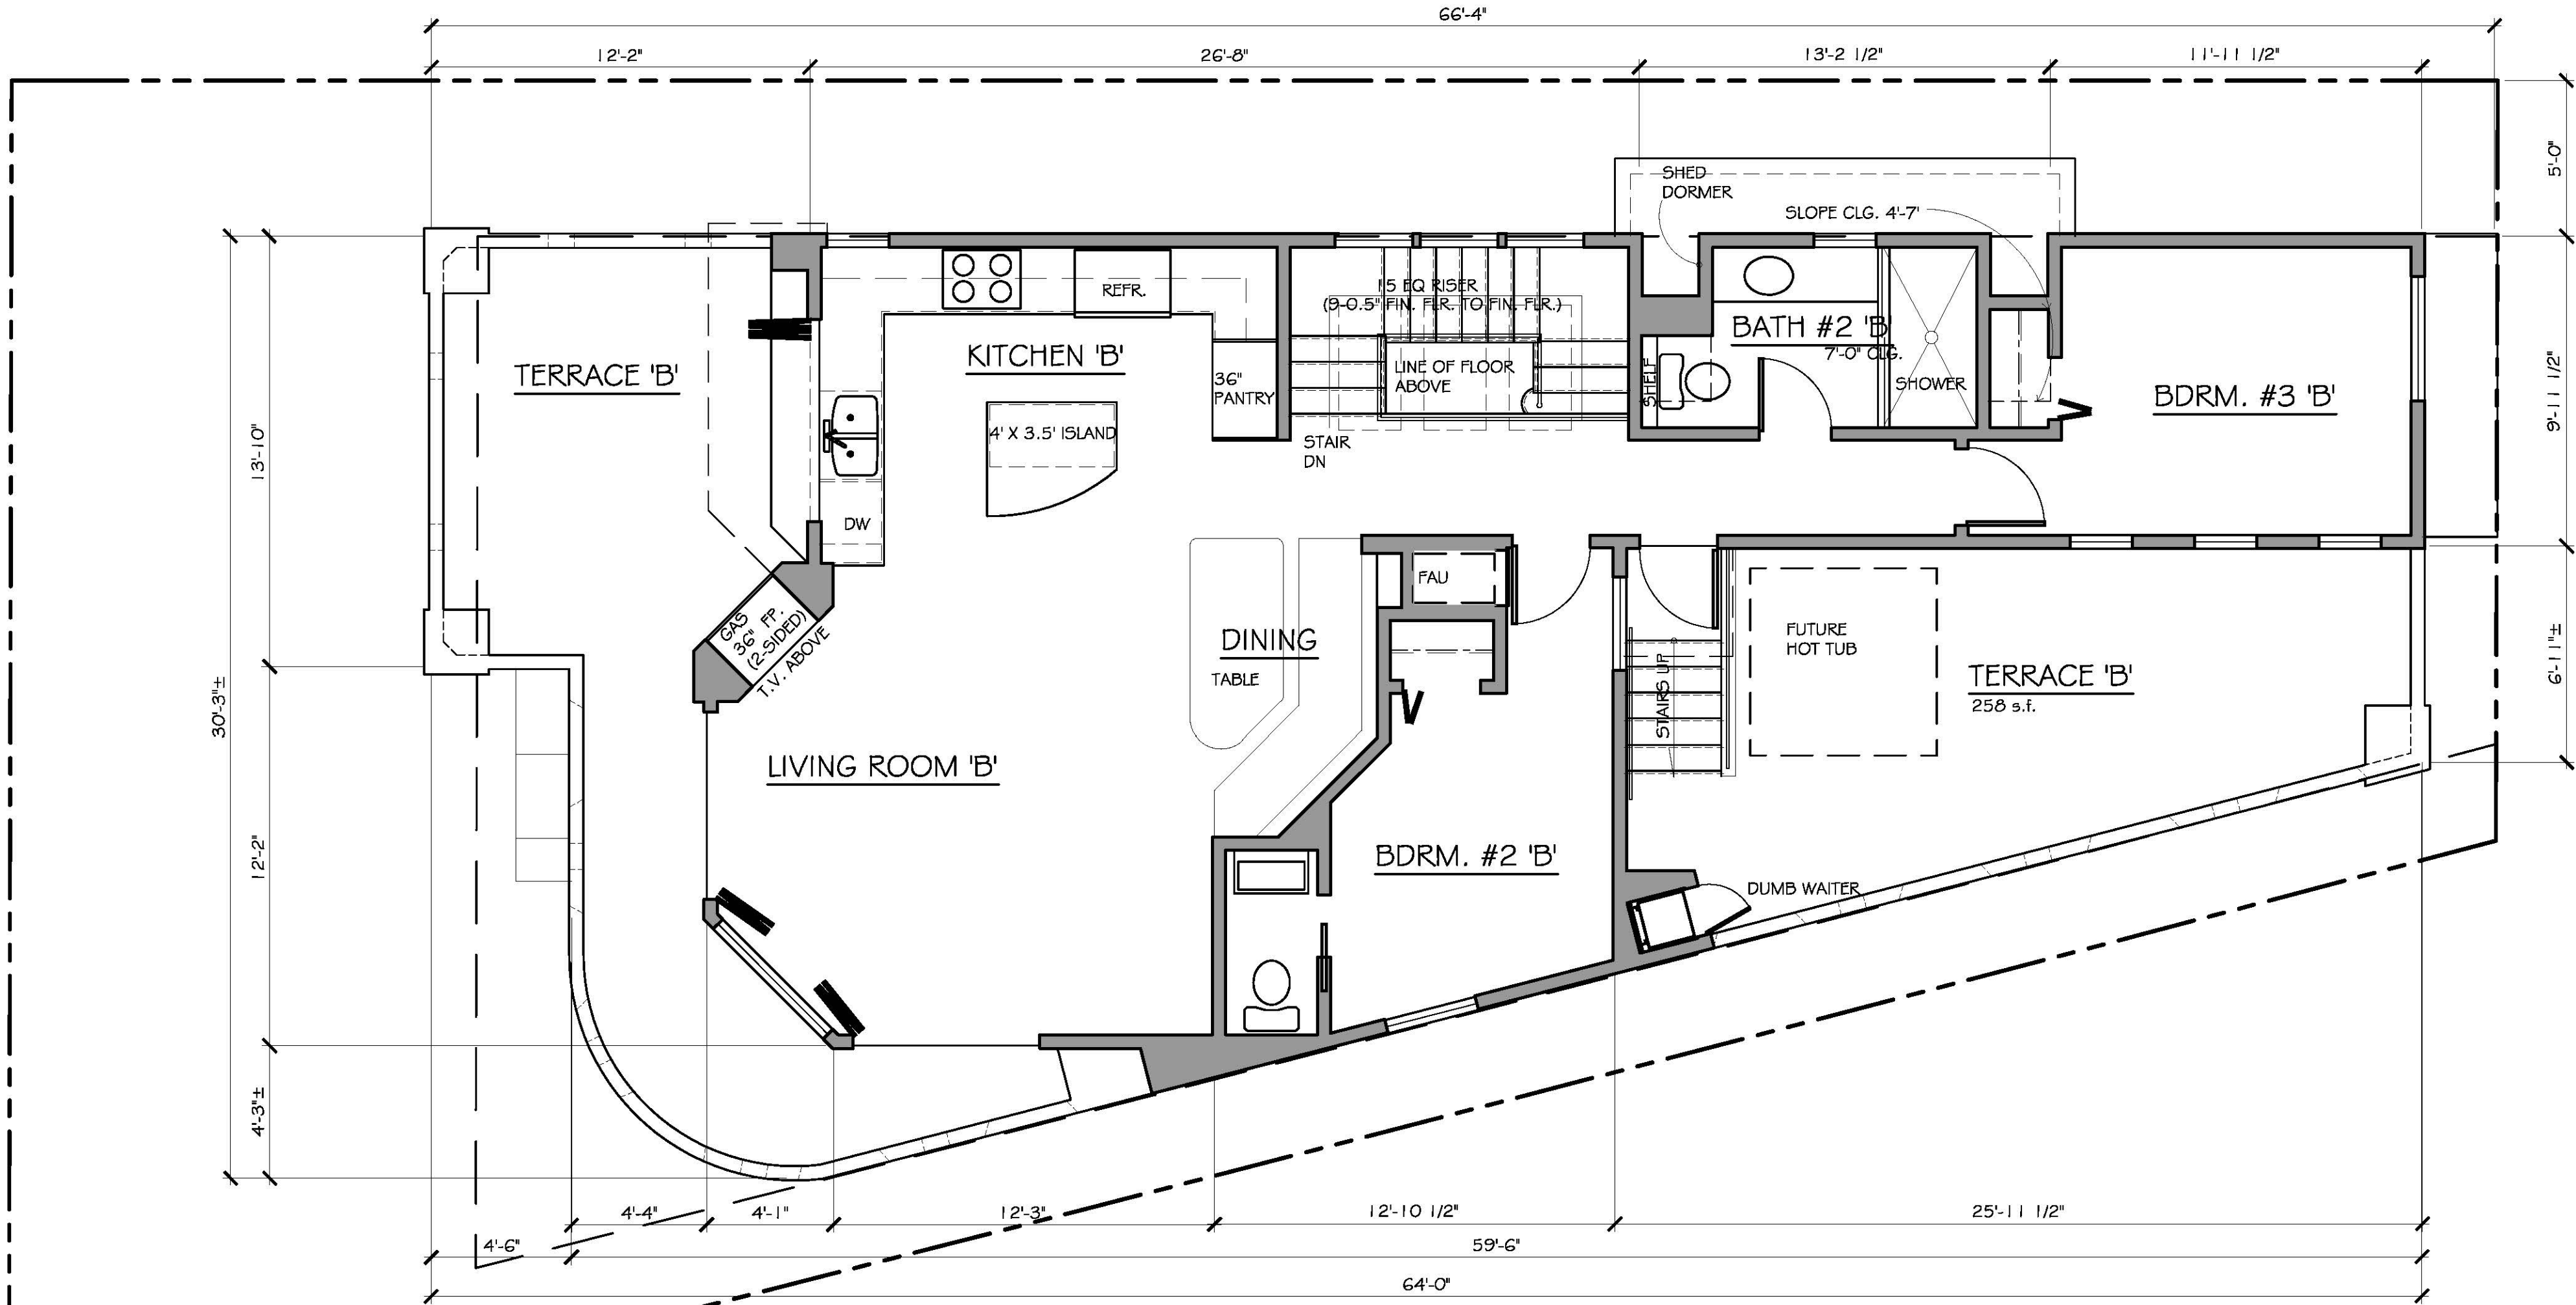 66'-4"
12'-2"
26'-8"
13'-2 1/2"
11'-11 1/2"
5'-0"
SHED
DORMER
SLOPE CLG. 4'-7'
15 EQ RISER
(9-0.5" FIN. FLR. TO FIN. FLR.)
REFR.
KITCHEN 'B'
TERRACE 'B'
36"
PANTRY
LINE OF FLOOR
ABOVE
SHELF
BATH #2 'B'
7'-0" CLG.
SHOWER
BDRM. #3 'B'
9'-11 1/2"
4' X 3.5' ISLAND
STAIR
DN
13'-10"
DW
FAU
GAS
36" FP.
(2-SIDED)
T.V. ABOVE
DINING
TABLE
STAIRS UP
FUTURE
HOT TUB
TERRACE 'B'
258 s.f.
6'-11"±
30'-3"±
LIVING ROOM 'B'
12'-2"
BDRM. #2 'B'
DUMB WAITER
4'-3"±
4'-4"
4'-1"
12'-3"
12'-10 1/2"
25'-11 1/2"
4'-6"
59'-6"
64'-0"